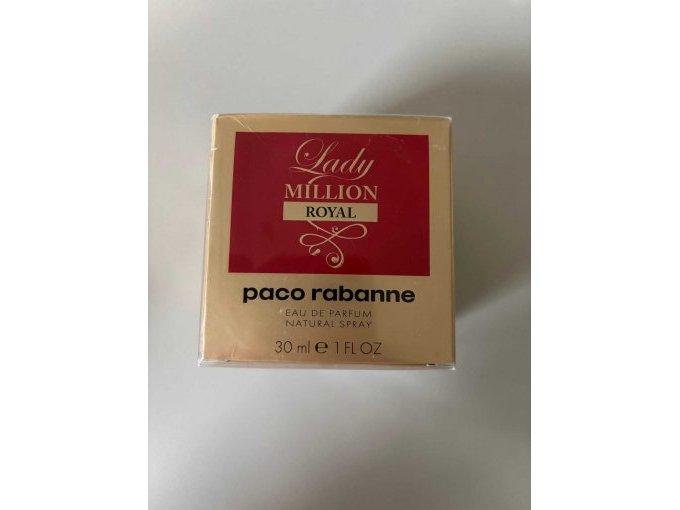 Lady
MILLION
ROYAL
paco rabanne
EAU DE PARFUM
NATURAL SPRAY
30 ml ℮ 1 FL OZ